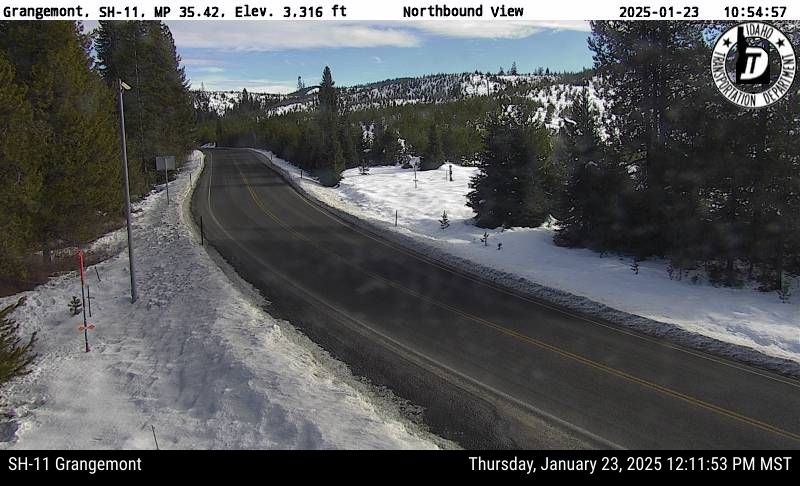 Grangemont, SH-11, MP 35.42, Elev. 3,316 ft Northbound View 2025-01-23 10:54:57
IDAHO
TRANSPORTATION DEPARTMENT
SH-11 Grangemont Thursday, January 23, 2025 12:11:53 PM MST